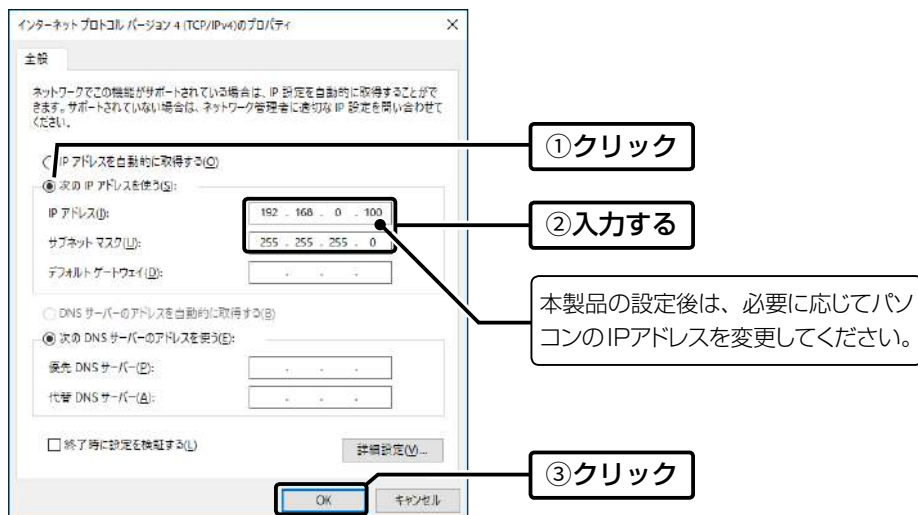 インターネット プロトコル バージョン 4 (TCP/IPv4)のプロパティ
全般
ネットワークでこの機能がサポートされている場合は、IP 設定を自動的に取得することがで
きます。サポートされていない場合は、ネットワーク管理者に適切な IP 設定を問い合わせて
ください。
IP アドレスを自動的に取得する(O)
①クリック
次の IP アドレスを使う(S):
IP アドレス(I):
192 . 168 . 0 . 100
②入力する
サブネット マスク(U):
255 . 255 . 255 . 0
デフォルト ゲートウェイ(D):
. . .
本製品の設定後は、必要に応じてパソ
コンのIPアドレスを変更してください。
DNS サーバーのアドレスを自動的に取得する(B)
次の DNS サーバーのアドレスを使う(E):
優先 DNS サーバー(P):
. . .
代替 DNS サーバー(A):
. . .
終了時に設定を検証する(L)
詳細設定(V)...
③クリック
OK
キャンセル